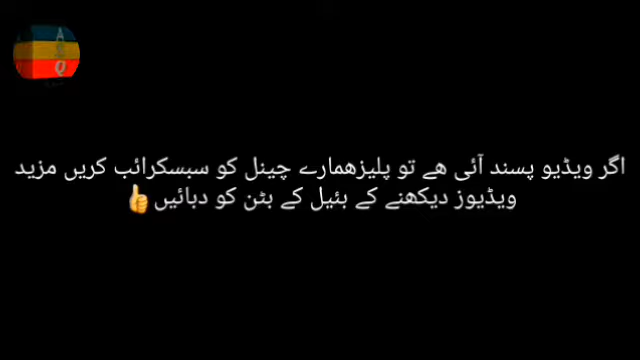 اگر ویڈیو پسند آئی ھے تو پلیزھمارے چینل کو سبسکرائب کریں مزید
ویڈیوز دیکھنے کے بئیل کے بٹن کو دبائیں👍